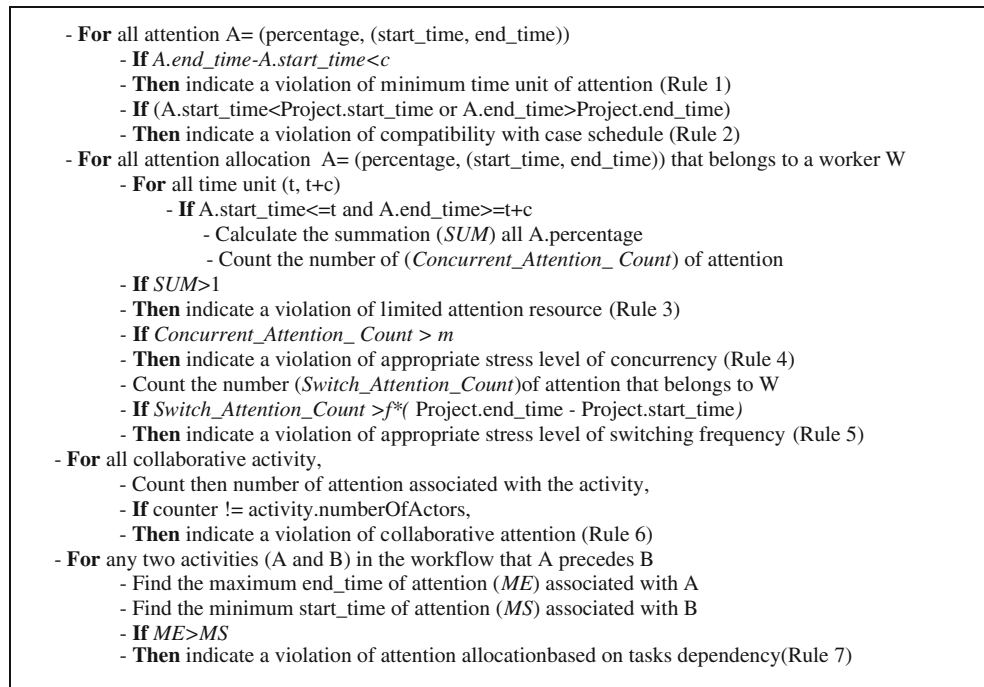 - For all attention A= (percentage, (start_time, end_time))
- If A.end_time-A.start_time<c
- Then indicate a violation of minimum time unit of attention (Rule 1)
- If (A.start_time<Project.start_time or A.end_time>Project.end_time)
- Then indicate a violation of compatibility with case schedule (Rule 2)
- For all attention allocation A= (percentage, (start_time, end_time)) that belongs to a worker W
- For all time unit (t, t+c)
- If A.start_time<=t and A.end_time>=t+c
- Calculate the summation (SUM) all A.percentage
- Count the number of (Concurrent_Attention_ Count) of attention
- If SUM>1
- Then indicate a violation of limited attention resource (Rule 3)
- If Concurrent_Attention_ Count > m
- Then indicate a violation of appropriate stress level of concurrency (Rule 4)
- Count the number (Switch_Attention_Count)of attention that belongs to W
- If Switch_Attention_Count >f*( Project.end_time - Project.start_time)
- Then indicate a violation of appropriate stress level of switching frequency (Rule 5)
- For all collaborative activity,
- Count then number of attention associated with the activity,
- If counter != activity.numberOfActors,
- Then indicate a violation of collaborative attention (Rule 6)
- For any two activities (A and B) in the workflow that A precedes B
- Find the maximum end_time of attention (ME) associated with A
- Find the minimum start_time of attention (MS) associated with B
- If ME>MS
- Then indicate a violation of attention allocationbased on tasks dependency(Rule 7)